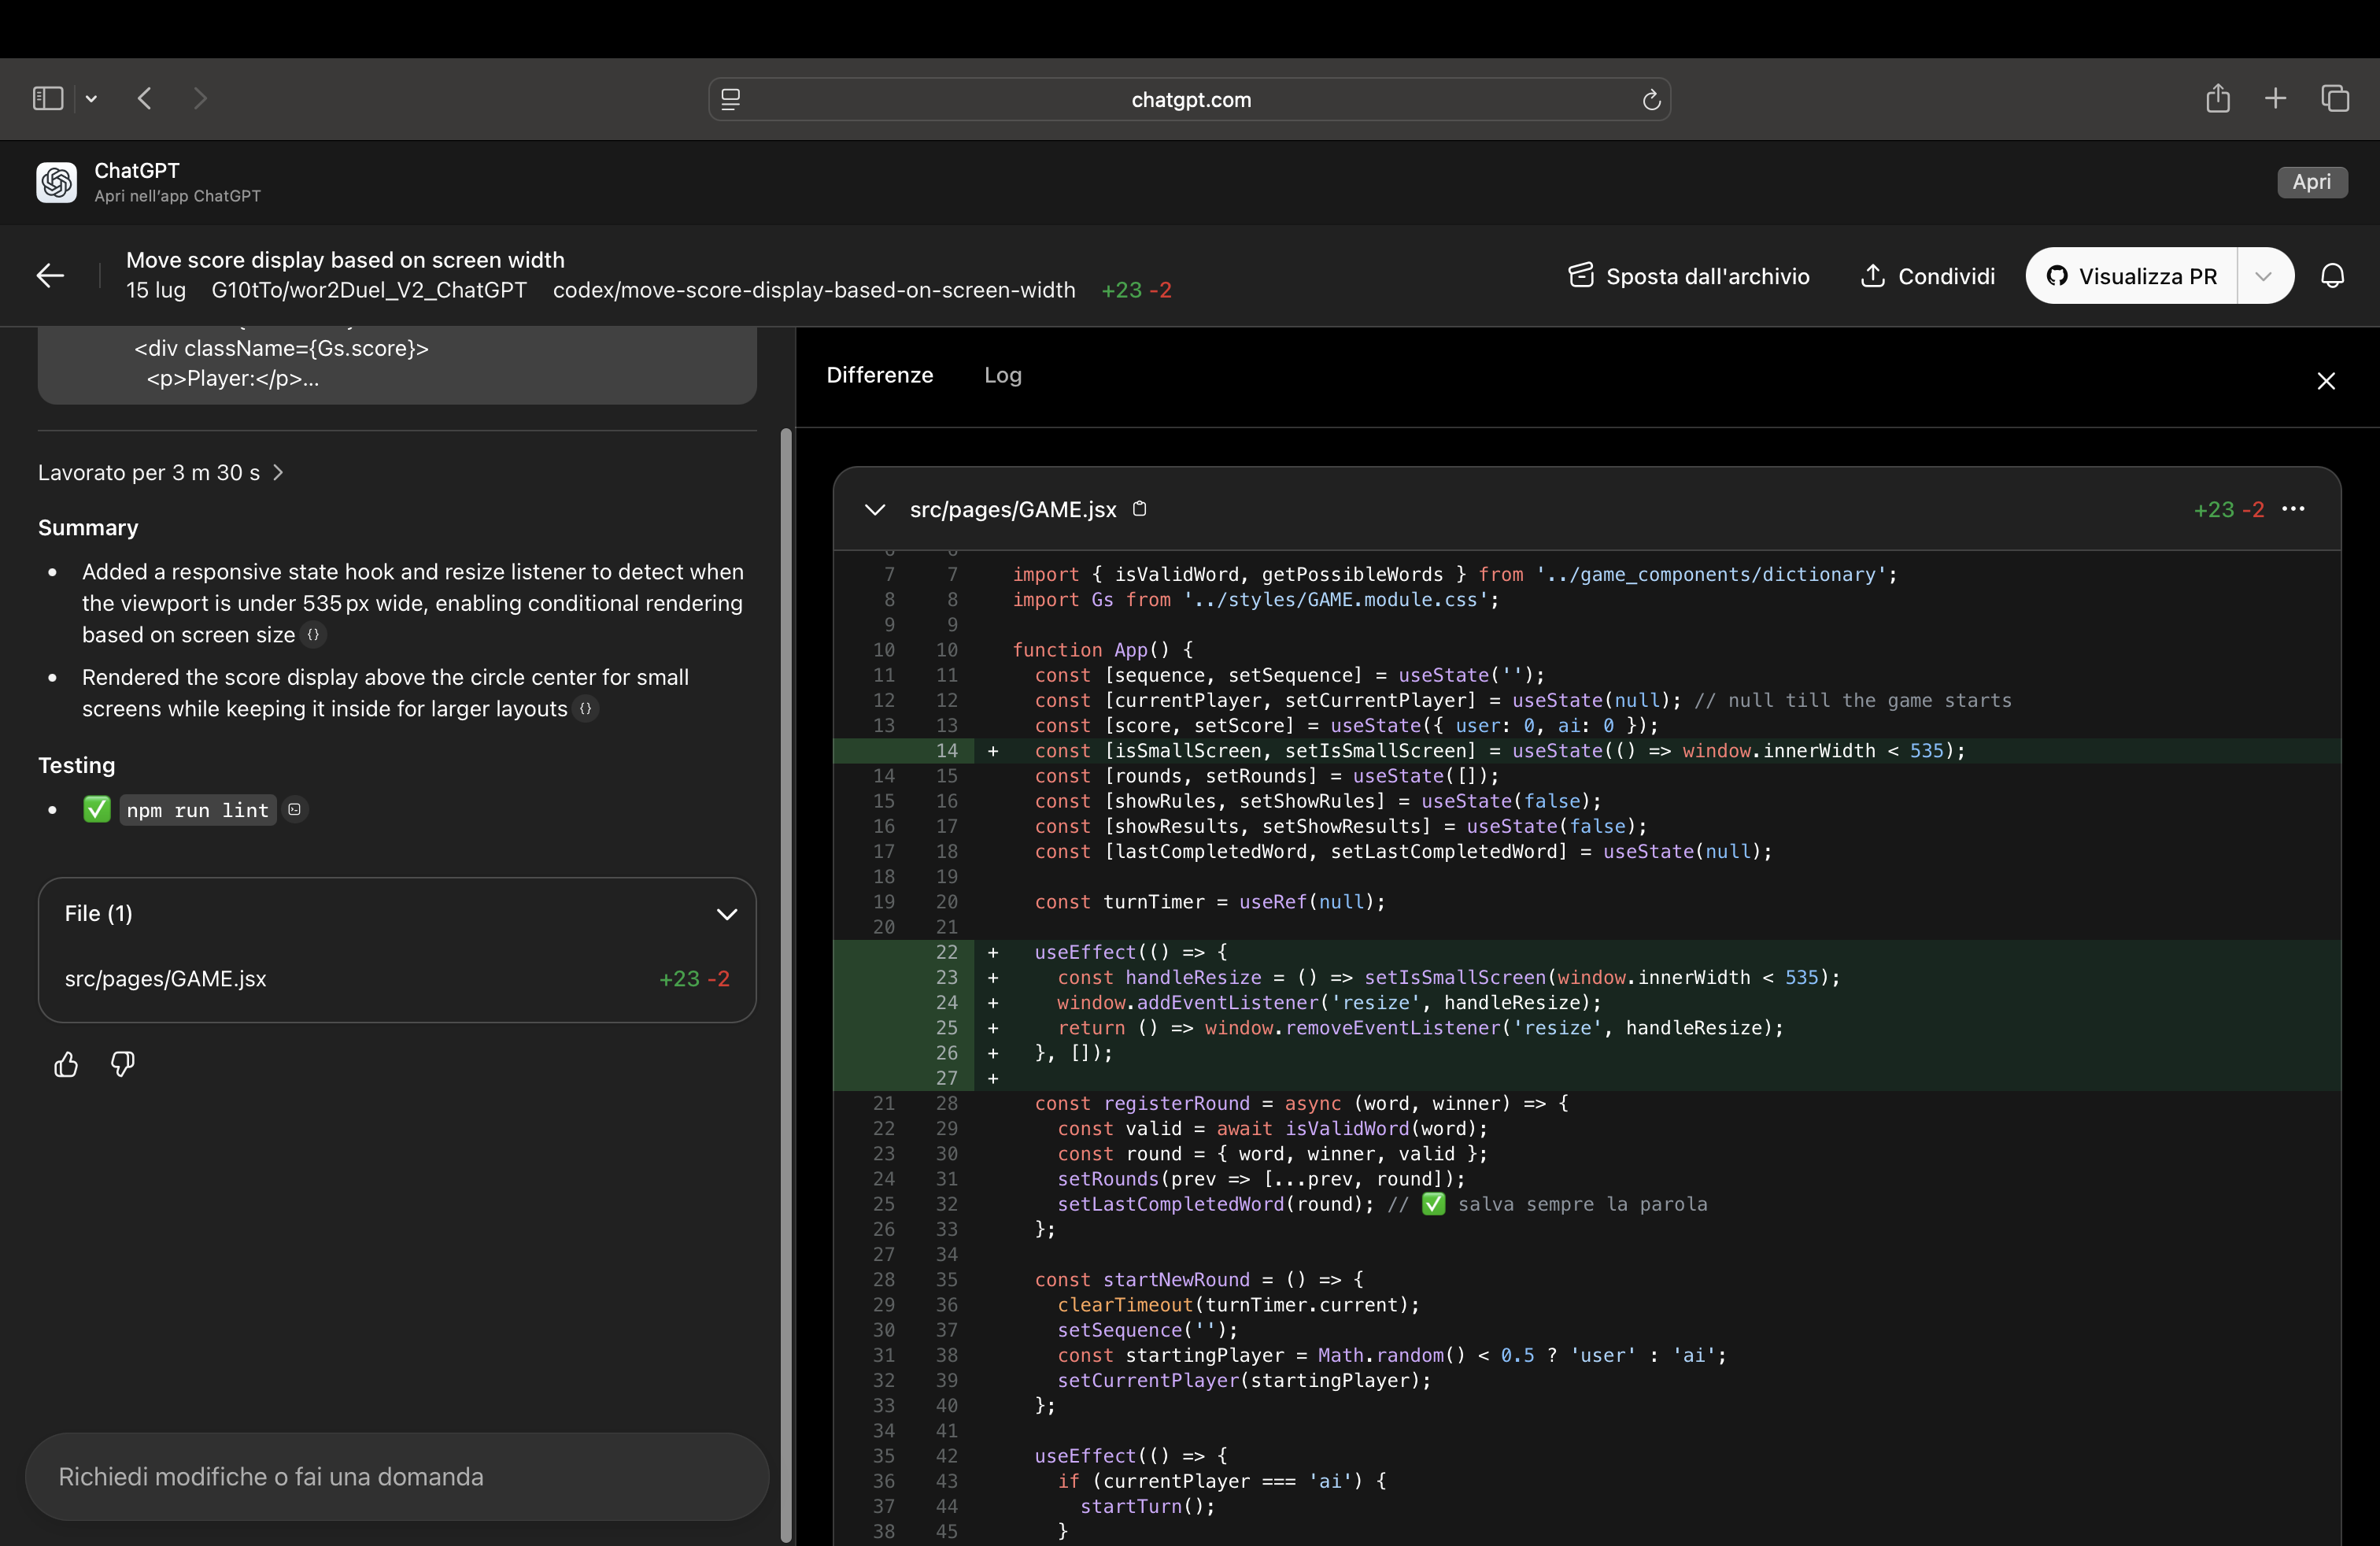 chatgpt.com
ChatGPT
Apri nell'app ChatGPT
Apri
Move score display based on screen width
15 lug G10tTo/wor2Duel_V2_ChatGPT codex/move-score-display-based-on-screen-width +23 -2
Sposta dall'archivio
Condividi
Visualizza PR
<div className={Gs.score}>
<p>Player:</p>...
Lavorato per 3 m 30 s
Summary
Added a responsive state hook and resize listener to detect when
the viewport is under 535 px wide, enabling conditional rendering
based on screen size {}
Rendered the score display above the circle center for small
screens while keeping it inside for larger layouts {}
Testing
✅ npm run lint
File (1)
src/pages/GAME.jsx +23 -2
Richiedi modifiche o fai una domanda
Differenze Log
src/pages/GAME.jsx +23 -2
7 7 import { isValidWord, getPossibleWords } from '../game_components/dictionary';
8 8 import Gs from '../styles/GAME.module.css';
9 9
10 10 function App() {
11 11 const [sequence, setSequence] = useState('');
12 12 const [currentPlayer, setCurrentPlayer] = useState(null); // null till the game starts
13 13 const [score, setScore] = useState({ user: 0, ai: 0 });
14 + const [isSmallScreen, setIsSmallScreen] = useState(() => window.innerWidth < 535);
14 15 const [rounds, setRounds] = useState([]);
15 16 const [showRules, setShowRules] = useState(false);
16 17 const [showResults, setShowResults] = useState(false);
17 18 const [lastCompletedWord, setLastCompletedWord] = useState(null);
18 19
19 20 const turnTimer = useRef(null);
20 21
22 + useEffect(() => {
23 + const handleResize = () => setIsSmallScreen(window.innerWidth < 535);
24 + window.addEventListener('resize', handleResize);
25 + return () => window.removeEventListener('resize', handleResize);
26 + }, []);
27 +
21 28 const registerRound = async (word, winner) => {
22 29 const valid = await isValidWord(word);
23 30 const round = { word, winner, valid };
24 31 setRounds(prev => [...prev, round]);
25 32 setLastCompletedWord(round); // ✅ salva sempre la parola
26 33 };
27 34
28 35 const startNewRound = () => {
29 36 clearTimeout(turnTimer.current);
30 37 setSequence('');
31 38 const startingPlayer = Math.random() < 0.5 ? 'user' : 'ai';
32 39 setCurrentPlayer(startingPlayer);
33 40 };
34 41
35 42 useEffect(() => {
36 43 if (currentPlayer === 'ai') {
37 44 startTurn();
38 45 }